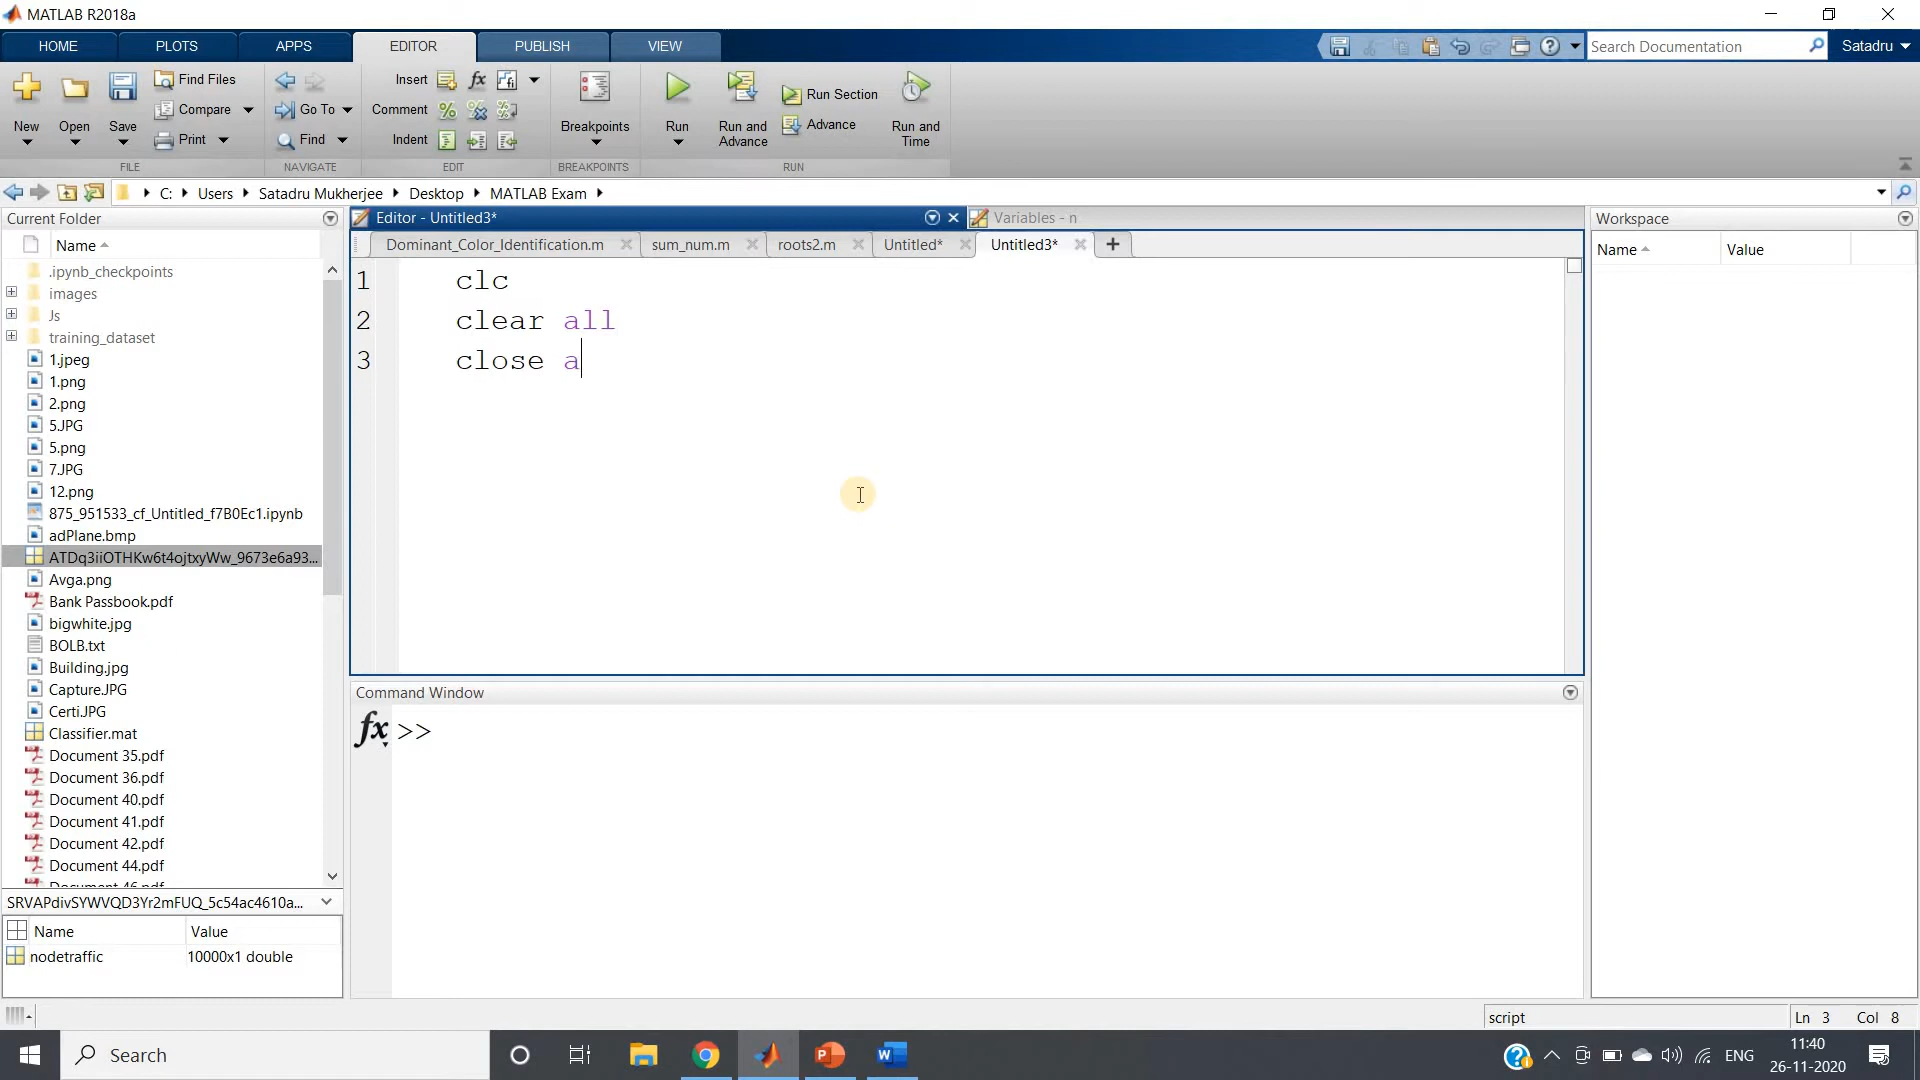 MATLAB R2018a
HOME PLOTS APPS EDITOR PUBLISH VIEW
Search Documentation
Satadru
New
Open
Save
Find Files
Compare
Print
FILE
Go To
Find
NAVIGATE
Insert
Comment
Indent
EDIT
Breakpoints
BREAKPOINTS
Run
Run and Advance
Run Section
Advance
Run and Time
RUN
C: Users Satadru Mukherjee Desktop MATLAB Exam
Current Folder
Name
.ipynb_checkpoints
images
Js
training_dataset
1.jpeg
1.png
2.png
5.JPG
5.png
7.JPG
12.png
875_951533_cf_Untitled_f7B0Ec1.ipynb
adPlane.bmp
ATDq3iiOTHKw6t4ojtxyWw_9673e6a93...
Avga.png
Bank Passbook.pdf
bigwhite.jpg
BOLB.txt
Building.jpg
Capture.JPG
Certi.JPG
Classifier.mat
Document 35.pdf
Document 36.pdf
Document 40.pdf
Document 41.pdf
Document 42.pdf
Document 44.pdf
Document 46.pdf
SRVAPdivSYWVQD3Yr2mFUQ_5c54ac4610a...
Name Value
nodetraffic 10000x1 double
Editor - Untitled3*
Variables - n
Dominant_Color_Identification.m sum_num.m roots2.m Untitled* Untitled3*
1 clc
2 clear all
3 close a
Command Window
fx >>
Workspace
Name Value
script
Ln 3 Col 8
Search
ENG
11:40
26-11-2020